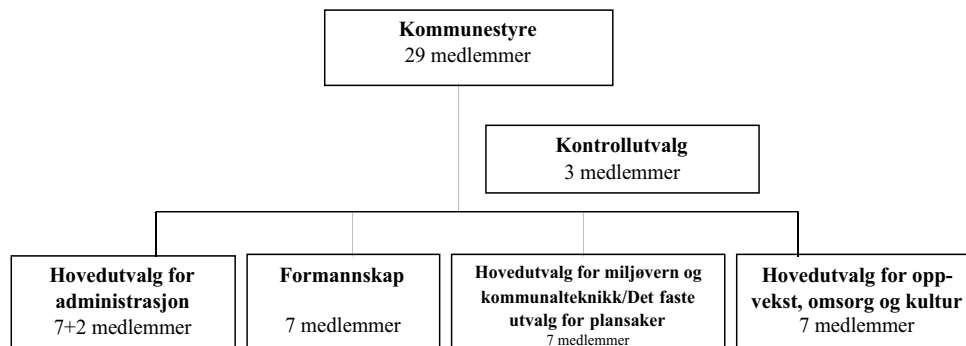 Kommunestyre
29 medlemmer
Kontrollutvalg
3 medlemmer
Hovedutvalg for
administrasjon
7+2 medlemmer
Formannskap
7 medlemmer
Hovedutvalg for miljøvern og
kommunalteknikk/Det faste
utvalg for plansaker
7 medlemmer
Hovedutvalg for opp-
vekst, omsorg og kultur
7 medlemmer